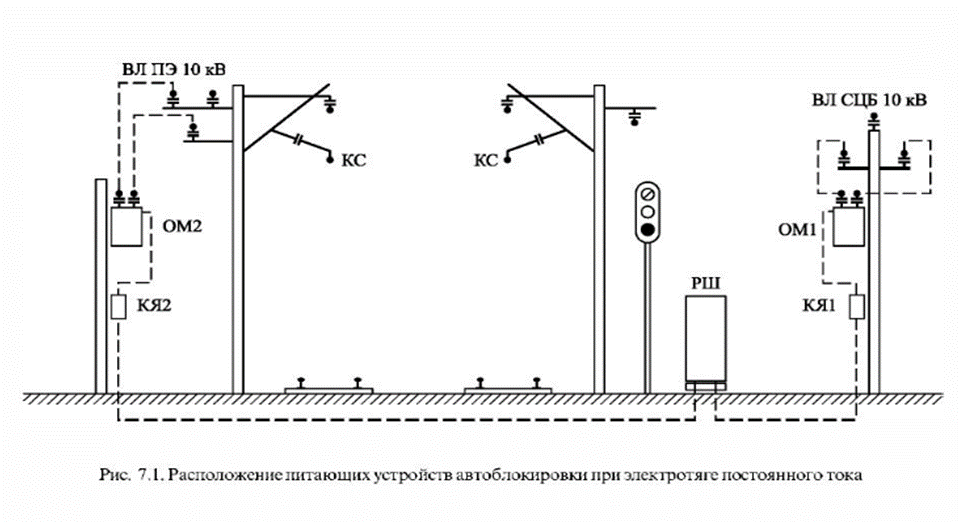 ВЛ ПЭ 10 кВ
ВЛ СЦБ 10 кВ
КС
КС
ОМ2
ОМ1
РШ
КЯ2
КЯ1
Рис. 7.1. Расположение питающих устройств автоблокировки при электротяге постоянного тока